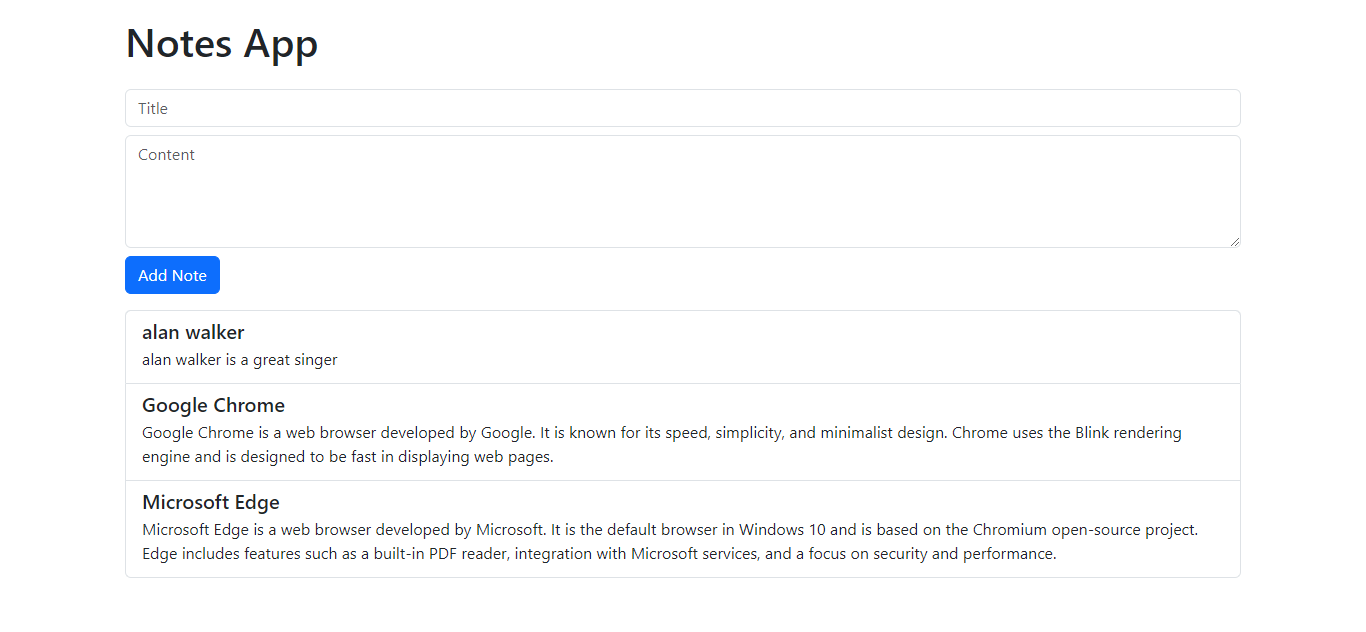 Notes App
Title
Content
Add Note
alan walker
alan walker is a great singer
Google Chrome
Google Chrome is a web browser developed by Google. It is known for its speed, simplicity, and minimalist design. Chrome uses the Blink rendering
engine and is designed to be fast in displaying web pages.
Microsoft Edge
Microsoft Edge is a web browser developed by Microsoft. It is the default browser in Windows 10 and is based on the Chromium open-source project.
Edge includes features such as a built-in PDF reader, integration with Microsoft services, and a focus on security and performance.